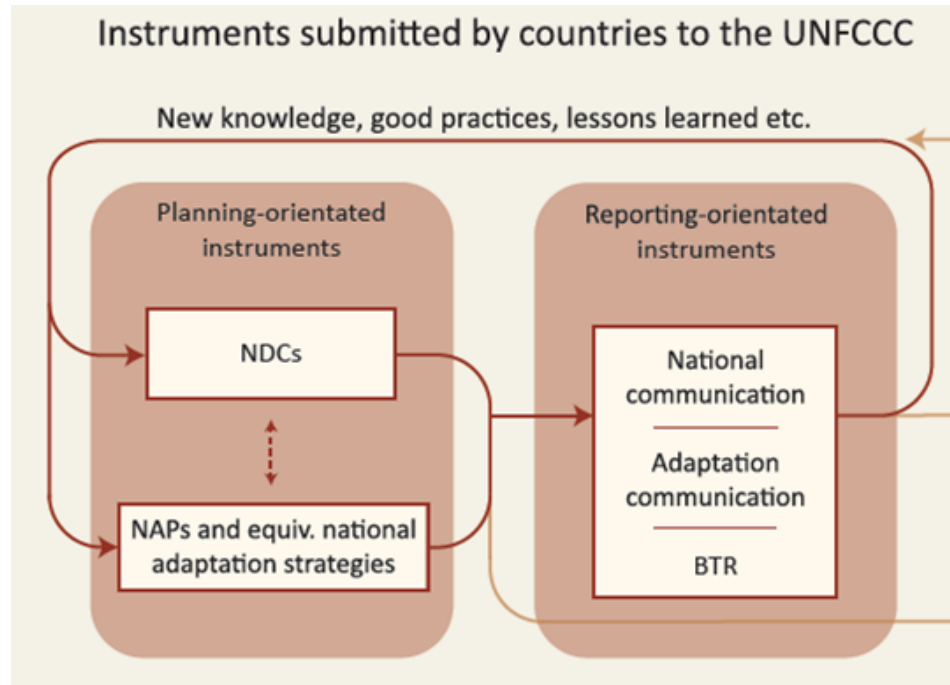 Instruments submitted by countries to the UNFCCC
New knowledge, good practices, lessons learned etc.
Planning-orientated
instruments
NDCs
NAPs and equiv. national
adaptation strategies
Reporting-orientated
instruments
National
communication
Adaptation
communication
BTR